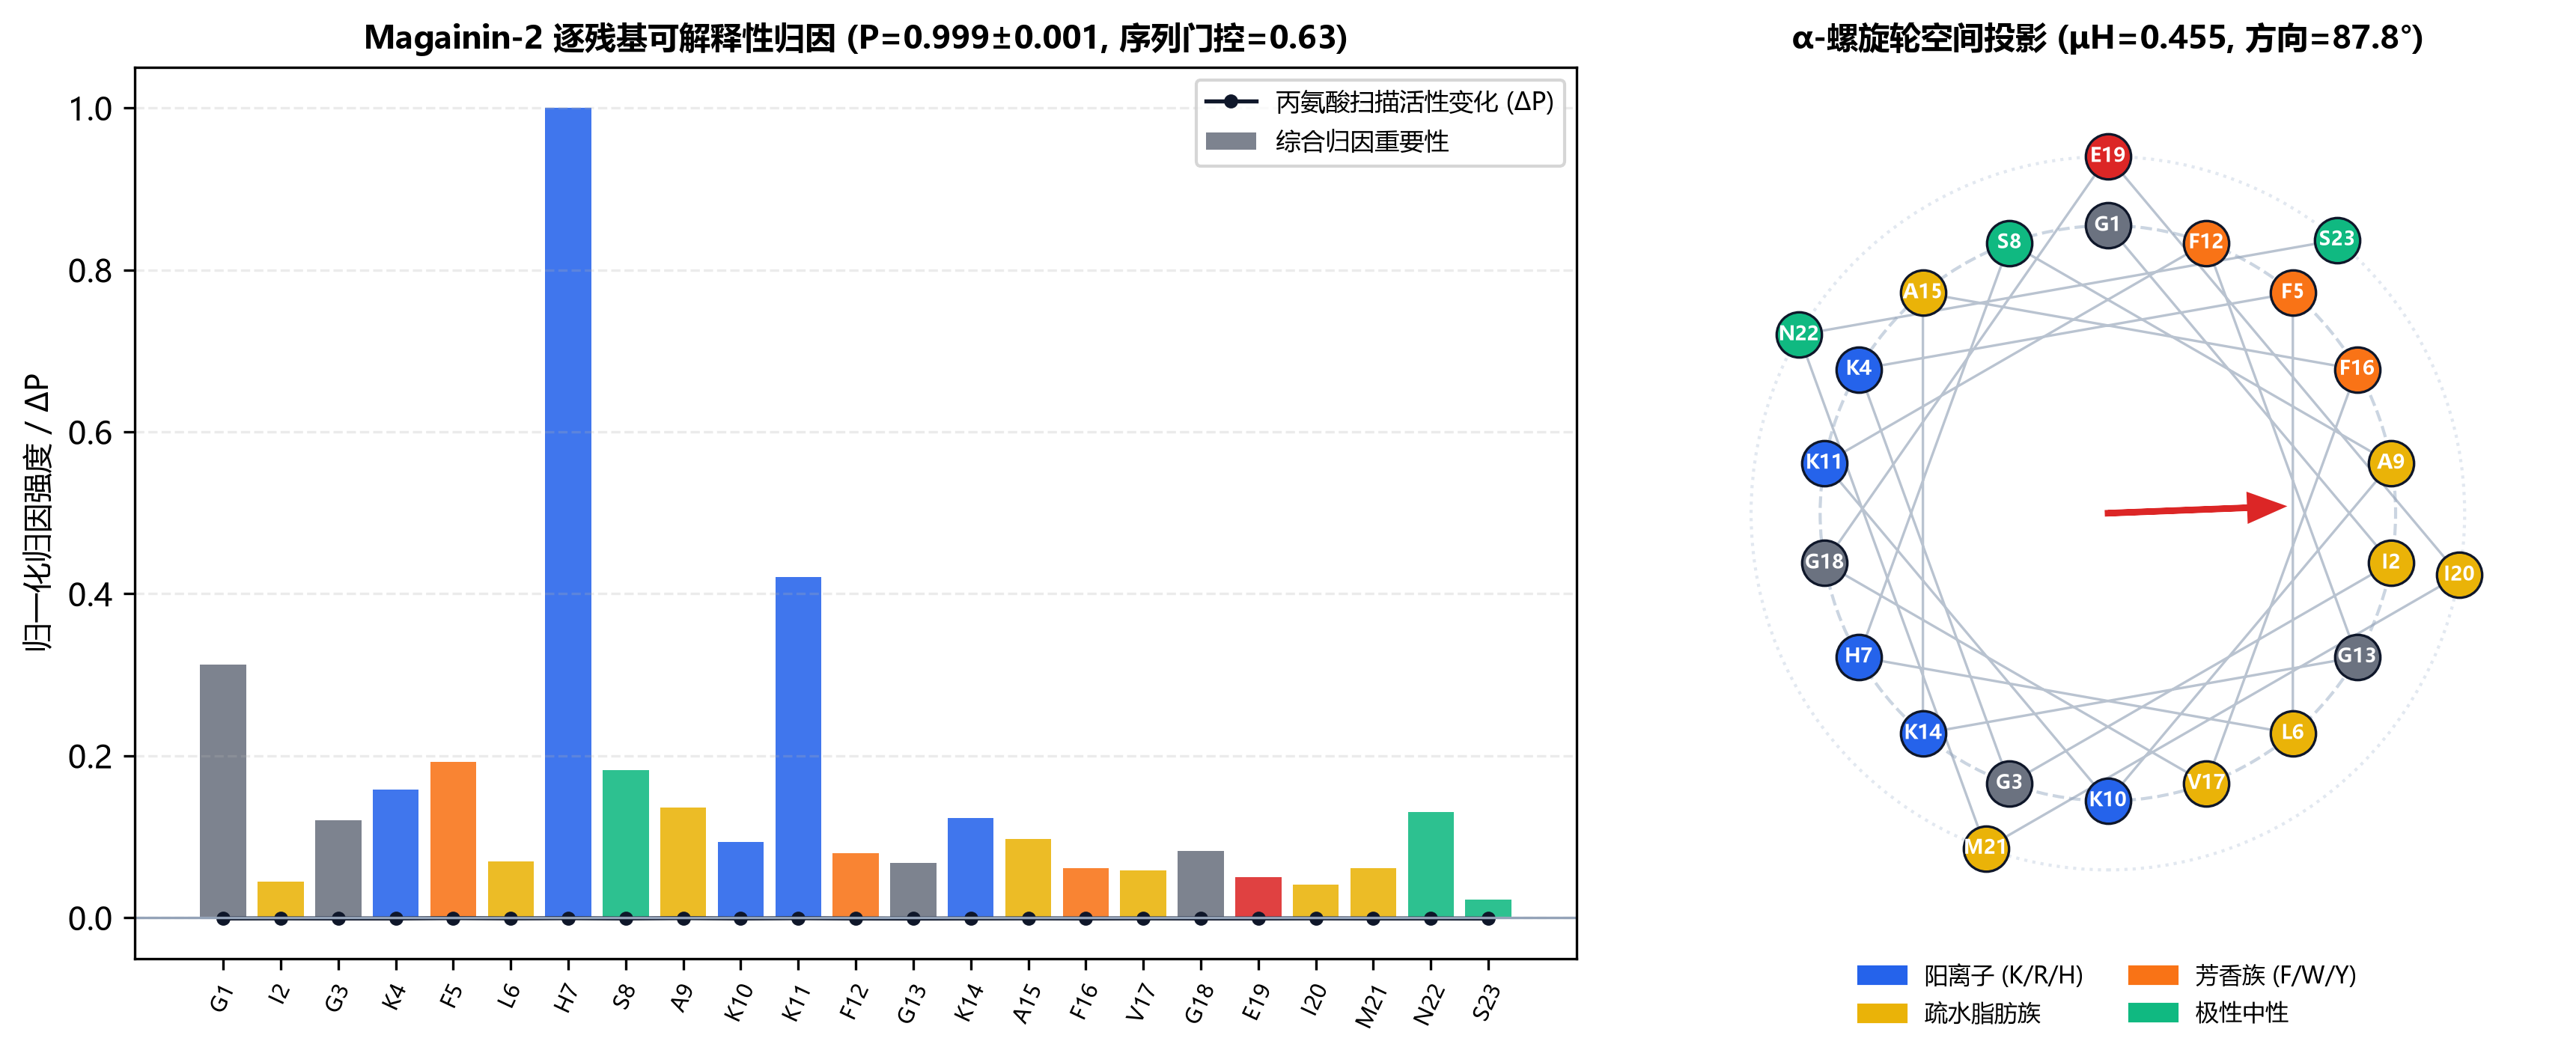 Magainin-2 逐残基可解释性归因 (P=0.999±0.001, 序列门控=0.63)
归一化归因强度 / ΔP
1.0
0.8
0.6
0.4
0.2
0.0
丙氨酸扫描活性变化 (ΔP)
综合归因重要性
G1 I2 G3 K4 F5 L6 H7 S8 A9 K10 K11 F12 G13 K14 A15 F16 V17 G18 E19 I20 M21 N22 S23
α-螺旋轮空间投影 (μH=0.455, 方向=87.8°)
E19
G1
S8
F12
S23
A15
F5
N22
K4
F16
K11
A9
G18
I2
I20
H7
G13
K14
L6
G3
V17
K10
M21
阳离子 (K/R/H)
芳香族 (F/W/Y)
疏水脂肪族
极性中性